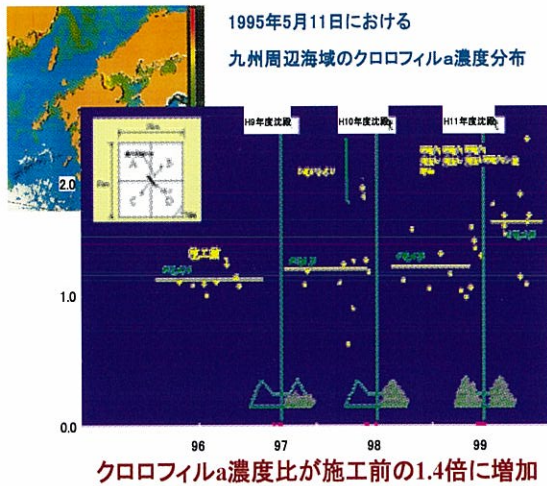 1995年5月11日における
九州周辺海域のクロロフィルa濃度分布
H9年度沈殿
H10年度沈殿
H11年度沈殿
A B
C D
2.0
施工前
1.0
0.0
96 97 98 99
クロロフィルa濃度比が施工前の1.4倍に増加